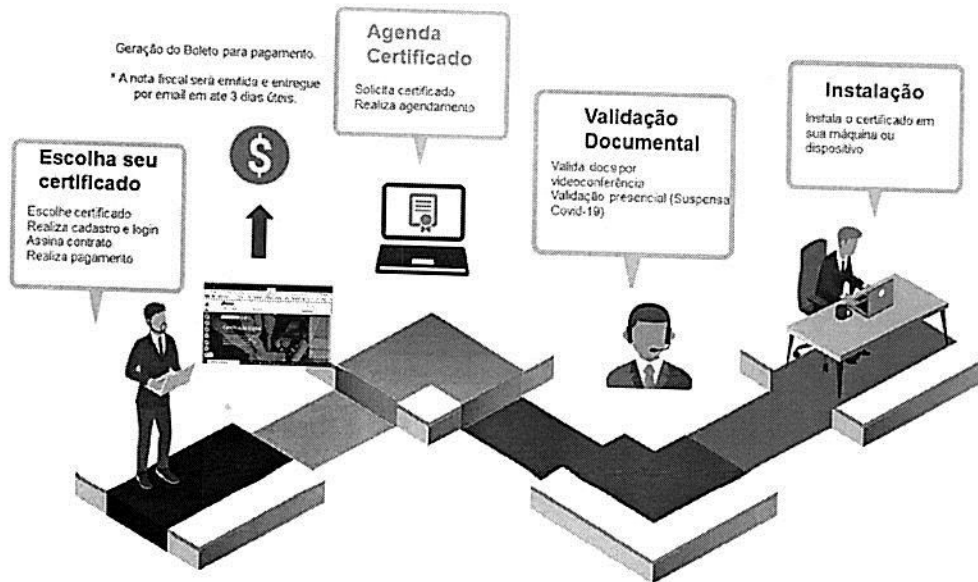 Escolha seu
certificado
Escolhe certificado
Realiza cadastro e login
Assina contrato
Realiza pagamento
Geração do Boleto para pagamento.
* A nota fiscal será emitida e entregue
por email em ate 3 dias úteis.
$
Agenda
Certificado
Solicita certificado
Realiza agendamento
Validação
Documental
Valida docs por
videoconferência
Validação presencial (Suspensa
Covid-19)
Instalação
Instala o certificado em
sua máquina ou
dispositivo